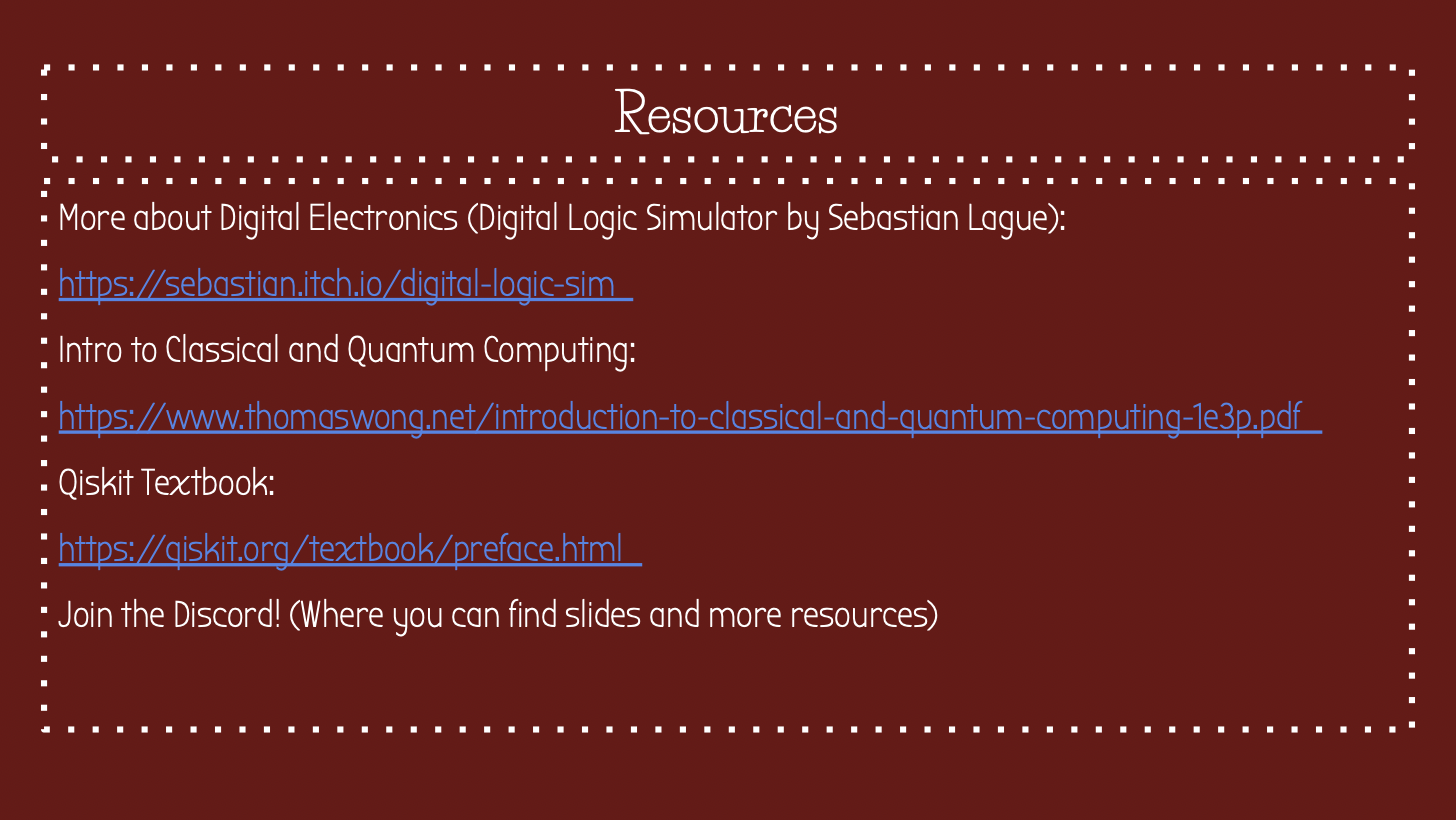 Resources
More about Digital Electronics (Digital Logic Simulator by Sebastian Lague):
https://sebastian.itch.io/digital-logic-sim
Intro to Classical and Quantum Computing:
https://www.thomaswong.net/introduction-to-classical-and-quantum-computing-1e3p.pdf
Qiskit Textbook:
https://qiskit.org/textbook/preface.html
Join the Discord! (Where you can find slides and more resources)